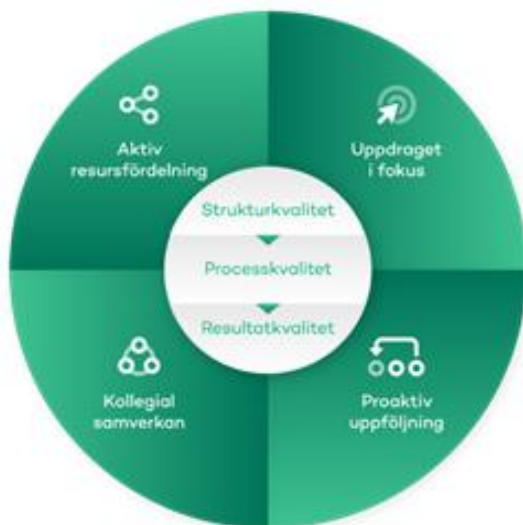 Aktiv
resursfördelning
Uppdraget
i fokus
Strukturkvalitet
Processkvalitet
Resultatkvalitet
Kollegial
samverkan
Proaktiv
uppföljning